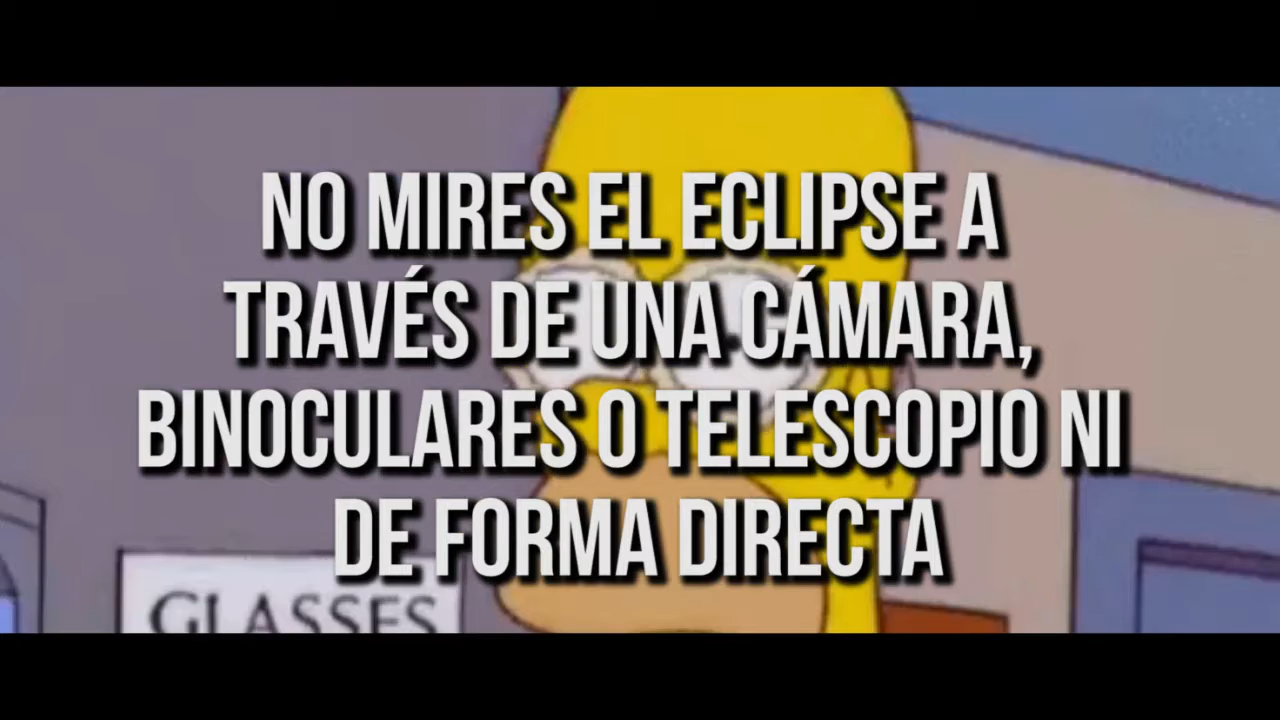 NO MIRES EL ECLIPSE A
TRAVÉS DE UNA CÁMARA,
BINOCULARES O TELESCOPIO NI
DE FORMA DIRECTA
GLASSES